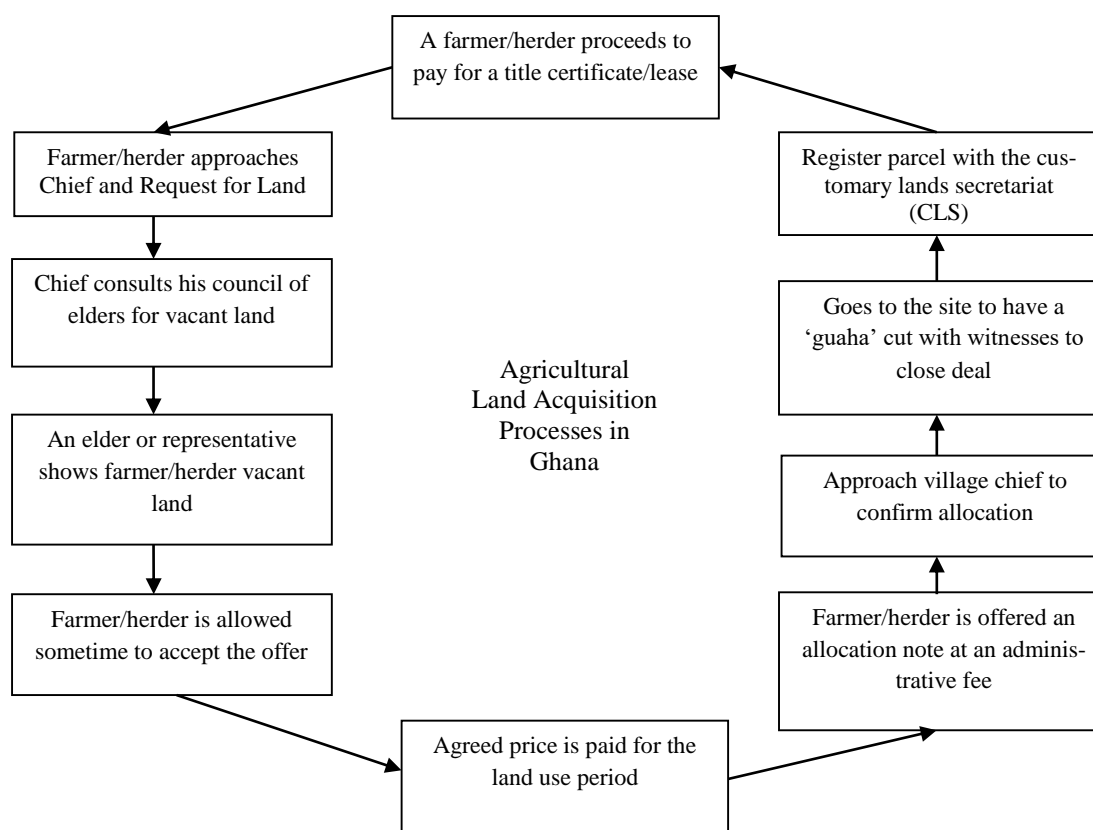 A farmer/herder proceeds to
pay for a title certificate/lease
Farmer/herder approaches
Chief and Request for Land
Chief consults his council of
elders for vacant land
An elder or representative
shows farmer/herder vacant
land
Farmer/herder is allowed
sometime to accept the offer
Agreed price is paid for the
land use period
Farmer/herder is offered an
allocation note at an adminis-
trative fee
Approach village chief to
confirm allocation
Goes to the site to have a
‘guaha’ cut with witnesses to
close deal
Register parcel with the cus-
tomary lands secretariat
(CLS)
Agricultural
Land Acquisition
Processes in
Ghana